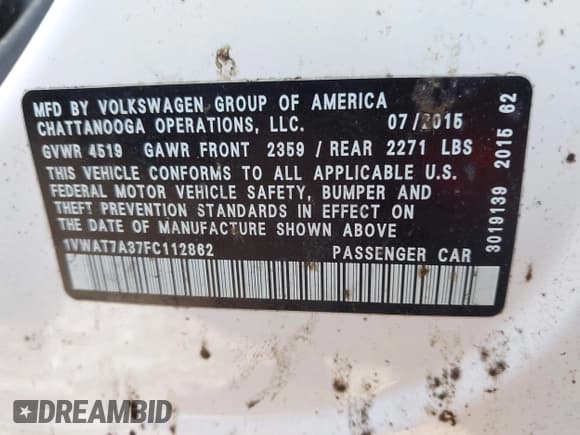 MFD BY VOLKSWAGEN GROUP OF AMERICA
CHATTANOOGA OPERATIONS, LLC. 07/2015
GVWR 4519 GAWR FRONT 2359 / REAR 2271 LBS
THIS VEHICLE CONFORMS TO ALL APPLICABLE U.S.
FEDERAL MOTOR VEHICLE SAFETY, BUMPER AND
THEFT PREVENTION STANDARDS IN EFFECT ON
THE DATE OF MANUFACTURE SHOWN ABOVE
1VWAT7A37FC112862 PASSENGER CAR
3019139 2015 62
DREAMBID